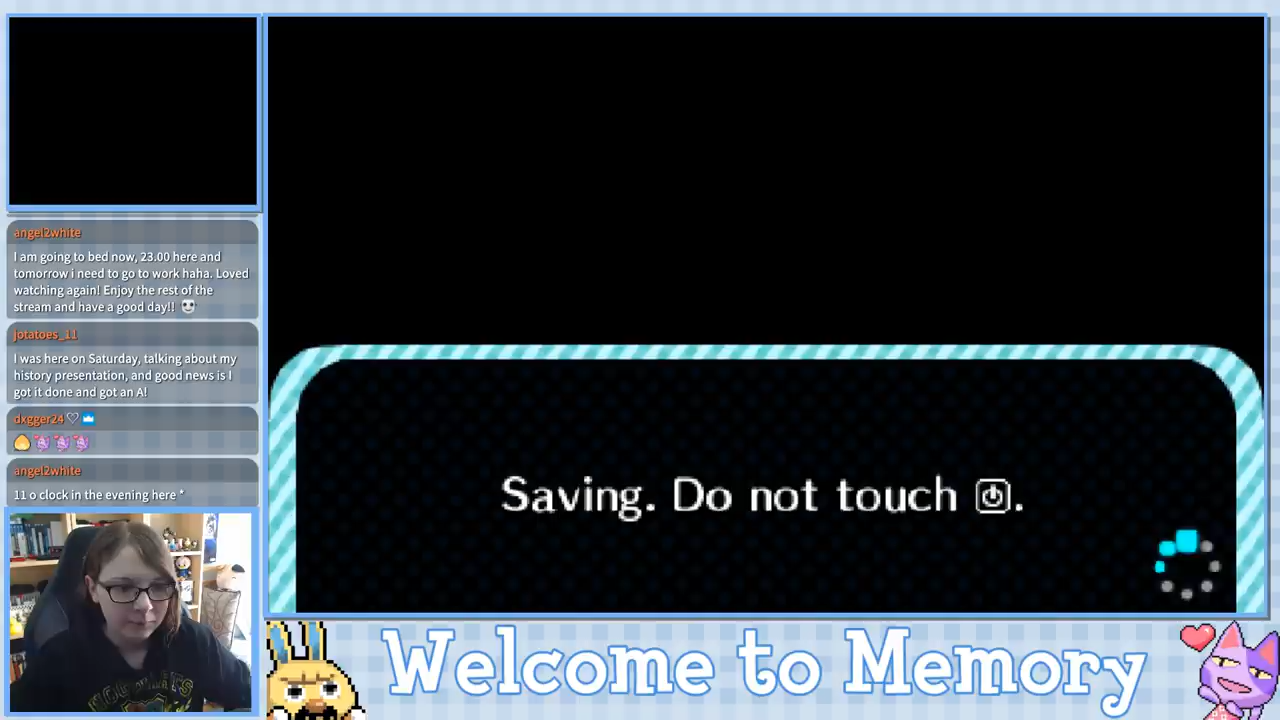 angel2white
I am going to bed now, 23.00 here and
tomorrow i need to go to work haha. Loved
watching again! Enjoy the rest of the
stream and have a good day!!
jotatoes_11
I was here on Saturday, talking about my
history presentation, and good news is I
got it done and got an A!
dxgger24
angel2white
11 o clock in the evening here *
Saving. Do not touch .
Welcome to Memory